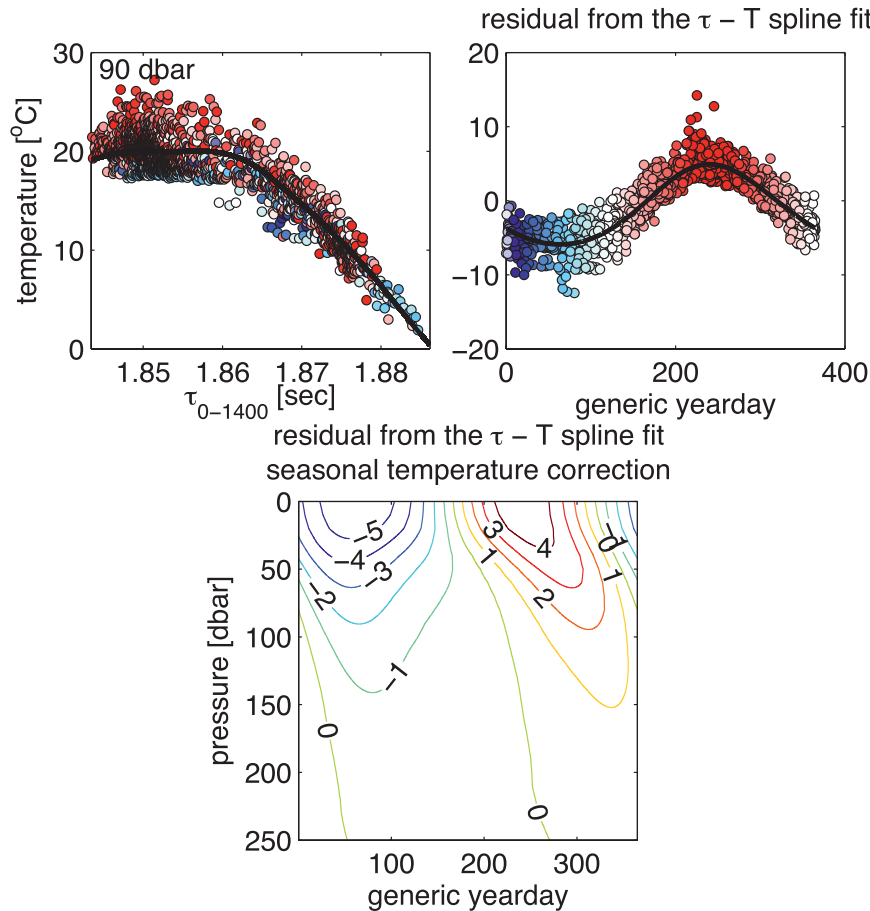 residual from the τ − T spline fit
90 dbar
30
20
10
0
temperature [°C]
1.85 1.86 1.87 1.88
τ0−1400 [sec]
20
10
0
−10
−20
0 200 400
generic yearday
residual from the τ − T spline fit
seasonal temperature correction
0
50
100
150
200
250
pressure [dbar]
−5
−4
−3
−2
−1
0
3
4
2
1
0
−1
0
1
100 200 300
generic yearday